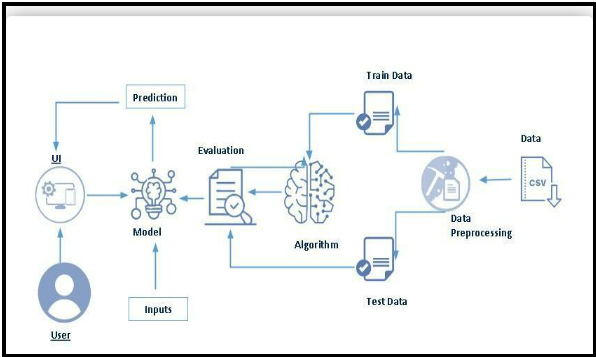 Train Data
Prediction
Data
UI
Evaluation
CSV
Model
Algorithm
Data
Preprocessing
Inputs
Test Data
User